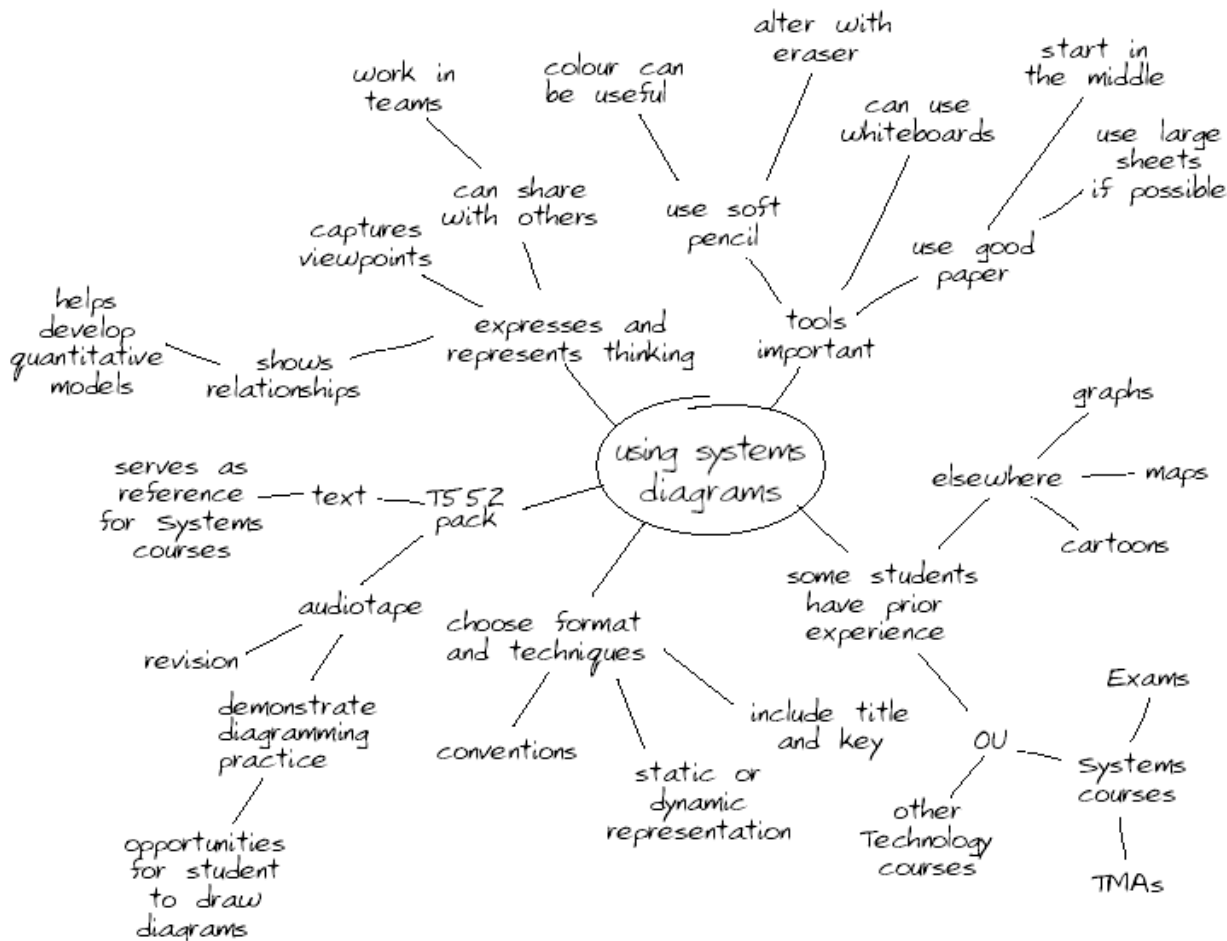 alter with
eraser
start in
the middle
work in
teams
colour can
be useful
can use
whiteboards
use large
sheets
if possible
can share
with others
use soft
pencil
captures
viewpoints
use good
paper
helps
develop
quantitative
models
shows
relationships
expresses and
represents thinking
tools
important
using systems
diagrams
graphs
elsewhere
maps
cartoons
serves as
reference
for Systems
courses
text
T552
pack
audiotape
revision
demonstrate
diagramming
practice
opportunities
for student
to draw
diagrams
choose format
and techniques
conventions
static or
dynamic
representation
include title
and key
some students
have prior
experience
OU
Exams
Systems
courses
other
Technology
courses
TMAs